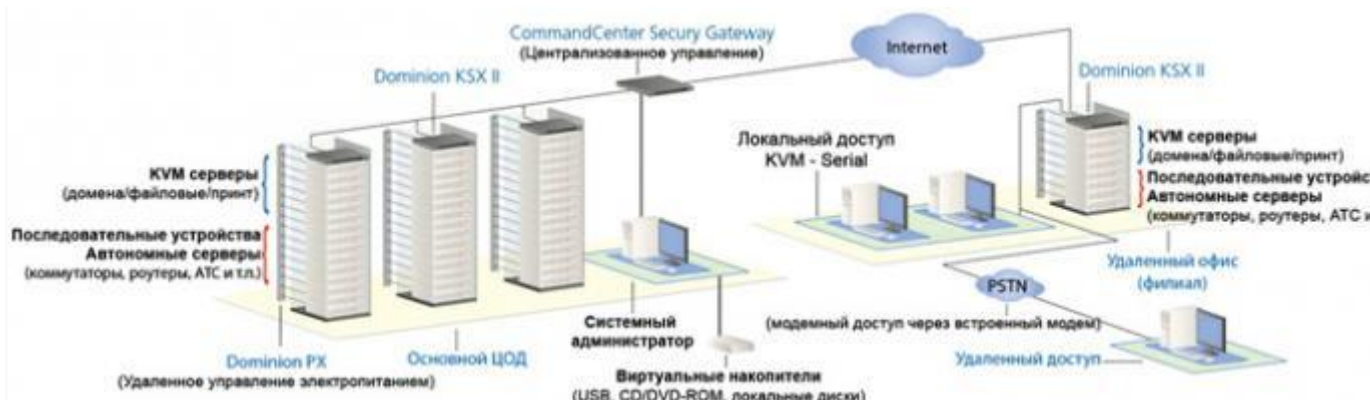 CommandCenter Secury Gateway
(Централизованное управление)
Internet
Dominion KSX II
Dominion KSX II
Локальный доступ
KVM - Serial
KVM серверы
(домена/файловые/принт)
KVM серверы
(домена/файловые/принт)
Последовательные устройс
Автономные серверы
(коммутаторы, роутеры, АТС и
Последовательные устройства
Автономные серверы
(коммутаторы, роутеры, АТС и т.п.)
Удаленный офис
(филиал)
PSTN
(модемный доступ через встроенный модем)
Системный
администратор
Dominion PX
(Удаленное управление электропитанием)
Основной ЦОД
Удаленный доступ
Виртуальные накопители
(USB, CD/DVD-ROM, локальные диски)